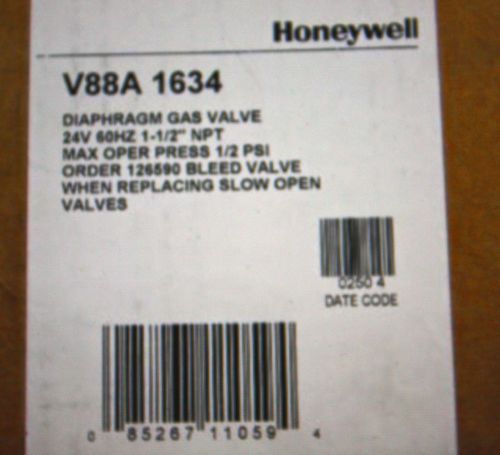 Honeywell
V88A 1634
DIAPHRAGM GAS VALVE
24V 60HZ 1-1/2" NPT
MAX OPER PRESS 1/2 PSI
ORDER 126590 BLEED VALVE
WHEN REPLACING SLOW OPEN
VALVES
0250 4
DATE CODE
0 85267 11059 4